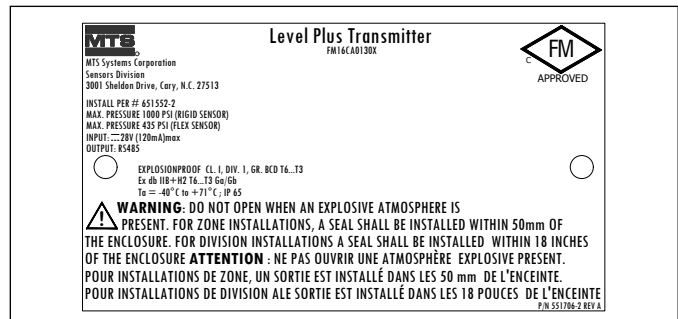 MTS
Level Plus Transmitter
FM16CA0130X
C FM
APPROVED
MTS Systems Corporation
Sensors Division
3001 Sheldon Drive, Cary, N.C. 27513
INSTALL PER # 651552-2
MAX. PRESSURE 1000 PSI (RIGID SENSOR)
MAX. PRESSURE 435 PSI (FLEX SENSOR)
INPUT: ⎓28V (120mA)max
OUTPUT: RS485
EXPLOSIONPROOF CL. I, DIV. 1, GR. BCD T6...T3
Ex db IIB+H2 T6...T3 Ga/Gb
Ta = -40°C to +71°C ; IP 65
WARNING: DO NOT OPEN WHEN AN EXPLOSIVE ATMOSPHERE IS
PRESENT. FOR ZONE INSTALLATIONS, A SEAL SHALL BE INSTALLED WITHIN 50mm OF
THE ENCLOSURE. FOR DIVISION INSTALLATIONS A SEAL SHALL BE INSTALLED WITHIN 18 INCHES
OF THE ENCLOSURE ATTENTION : NE PAS OUVRIR UNE ATMOSPHÈRE EXPLOSIVE PRESENT.
POUR INSTALLATIONS DE ZONE, UN SORTIE EST INSTALLÉ DANS LES 50 mm DE L'ENCEINTE.
POUR INSTALLATIONS DE DIVISION ALE SORTIE EST INSTALLÉ DANS LES 18 POUCES DE L'ENCEINTE
P/N 551706-2 REV A